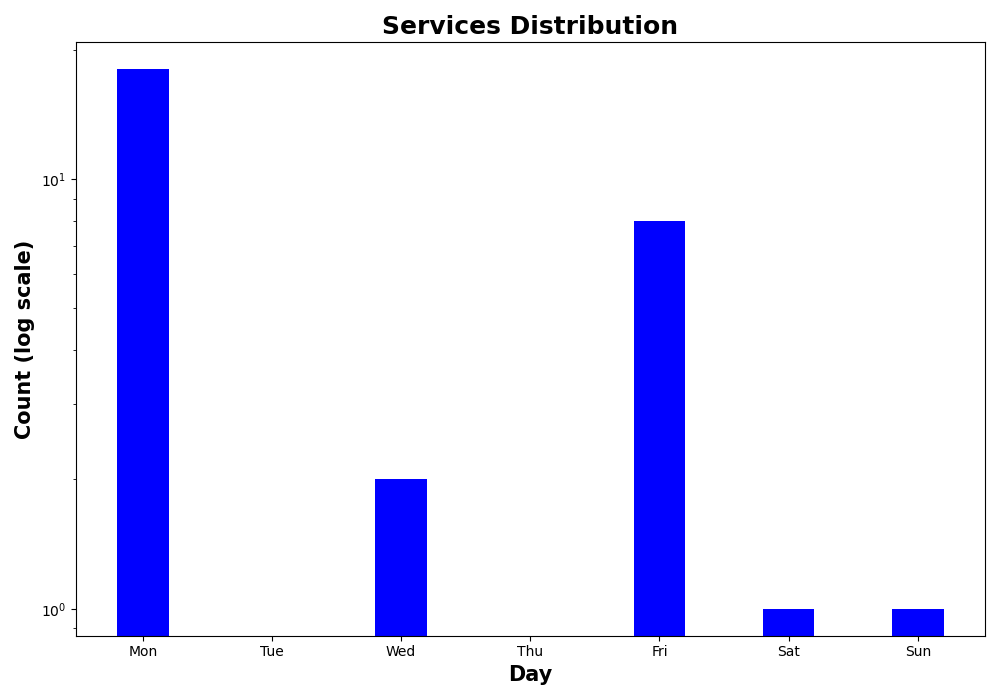 Services Distribution
Count (log scale)
10¹
10⁰
Mon Tue Wed Thu Fri Sat Sun
Day